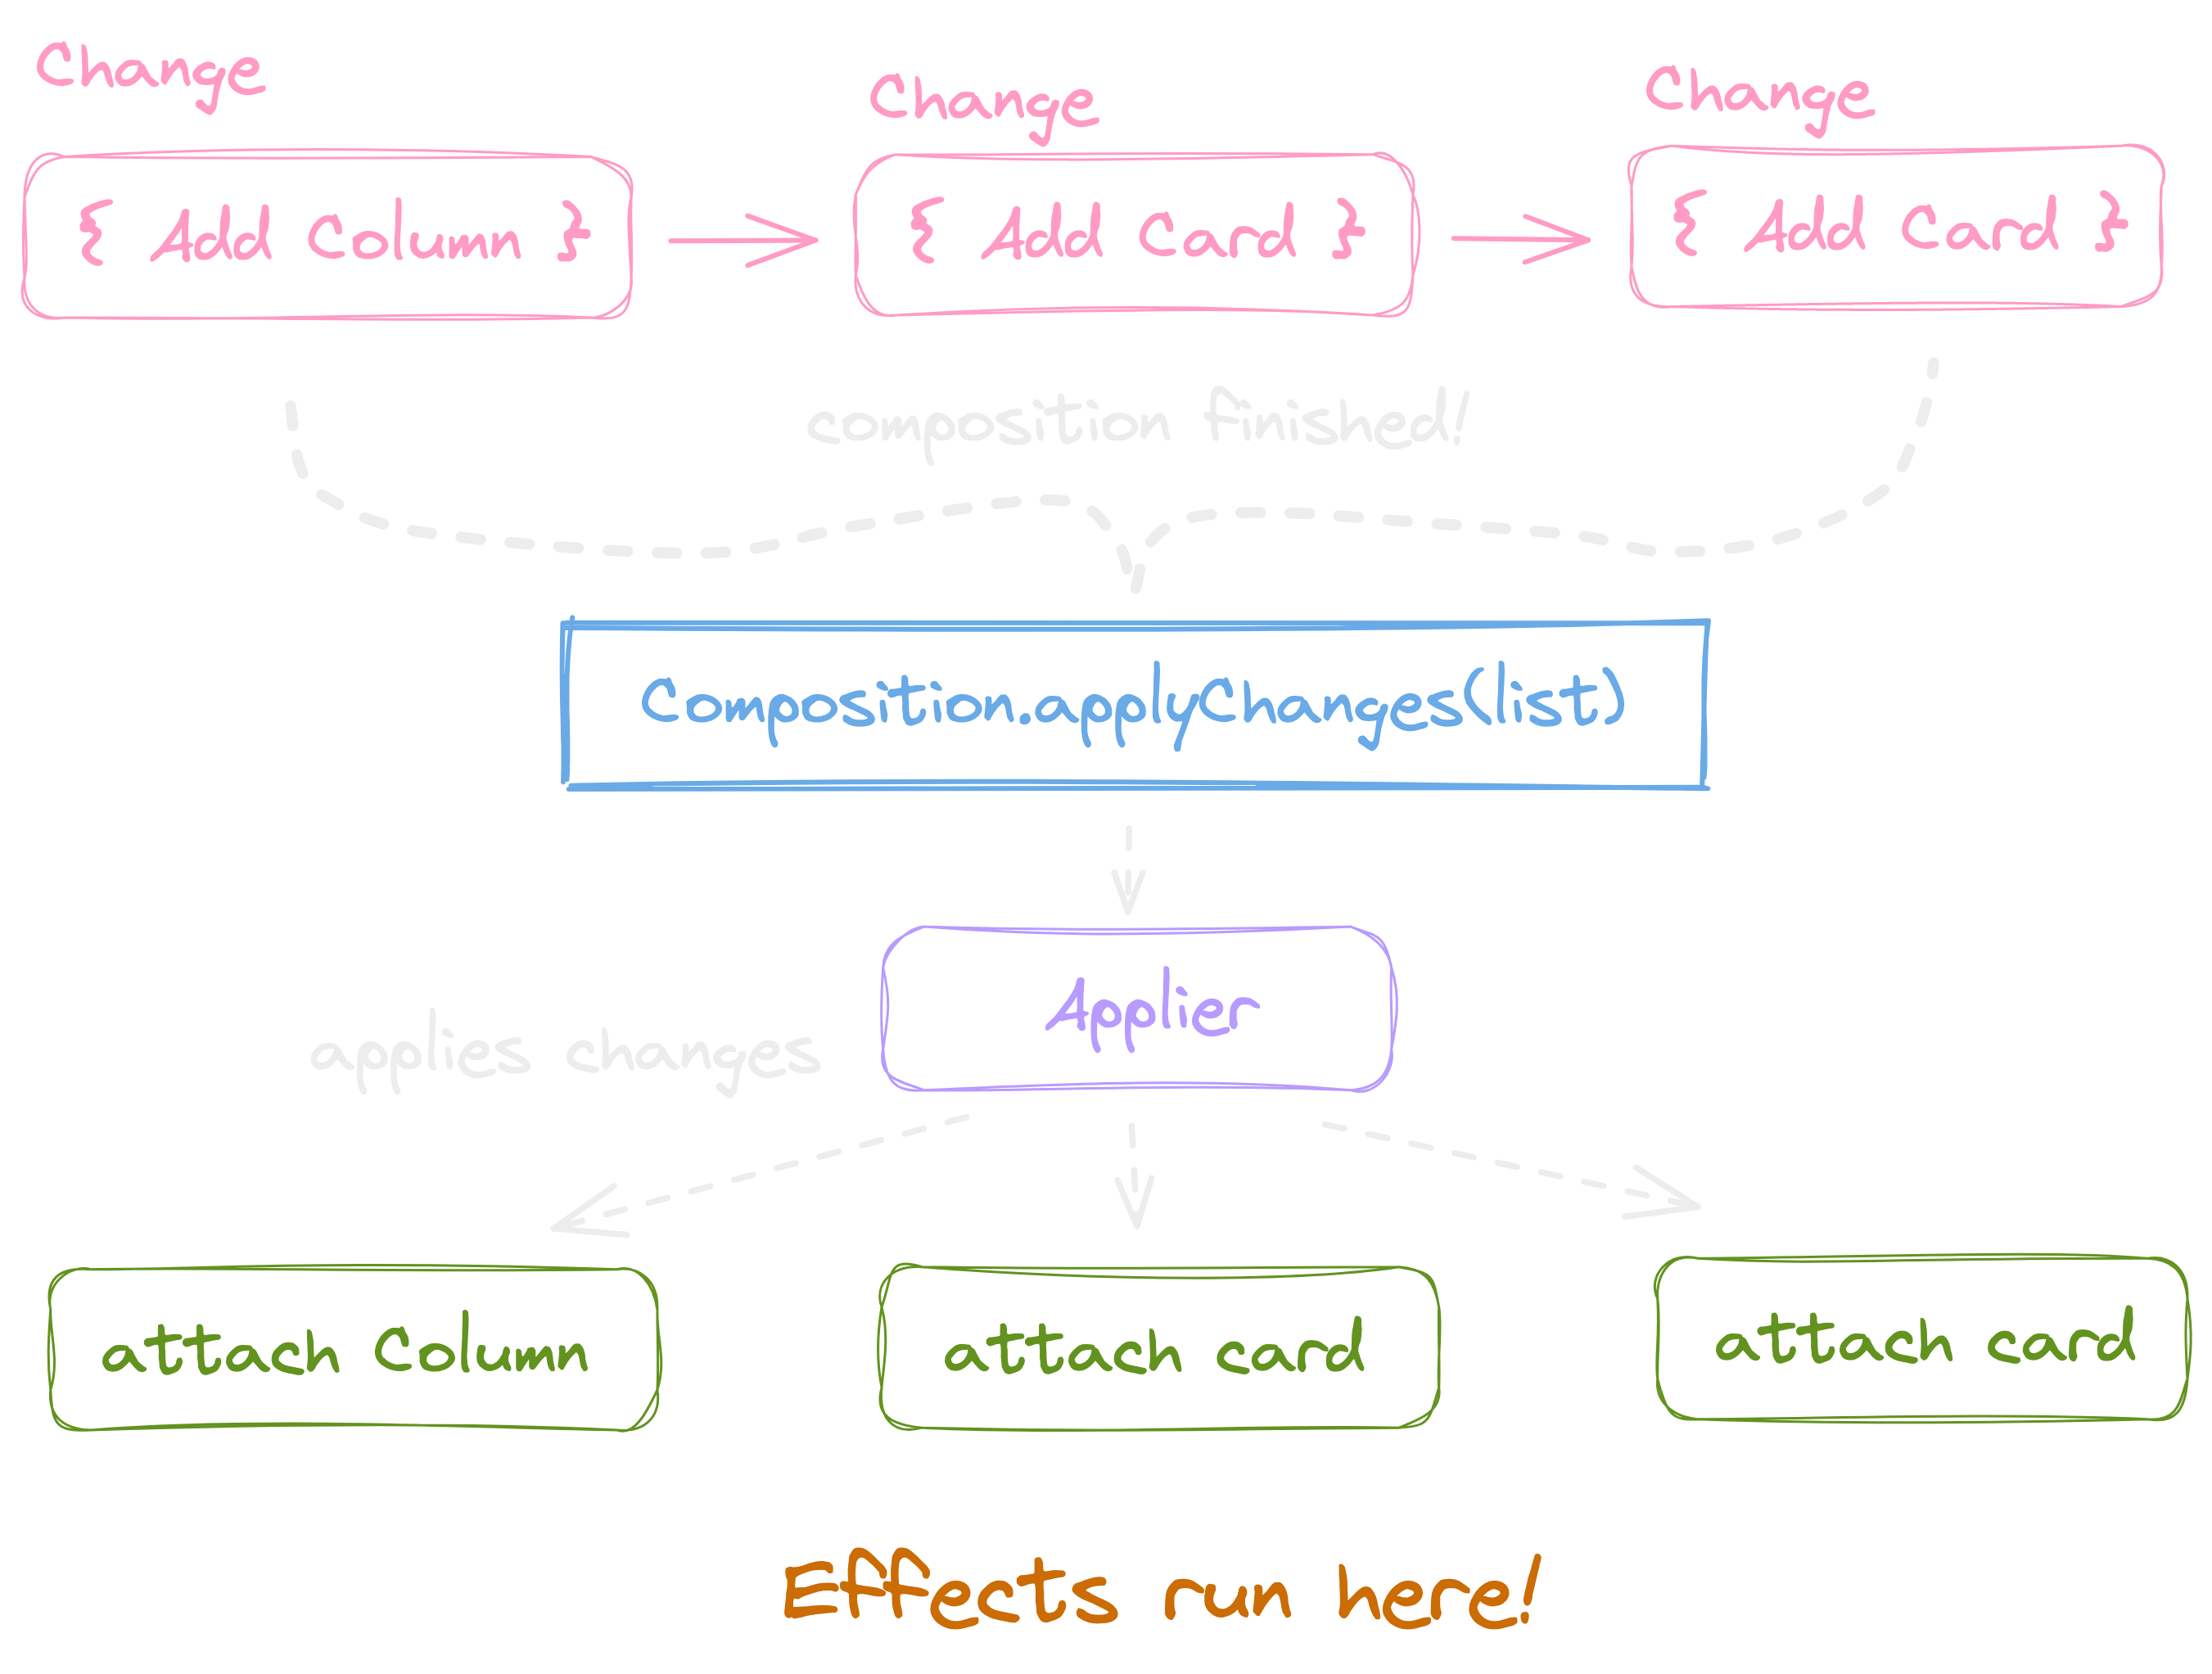 Change
Change
Change
{ Add Column }
{ Add Card }
{ Add Card }
composition finished!
Composition.applyChanges(list)
Applier
applies changes
attach Column
attach card
attach card
Effects run here!